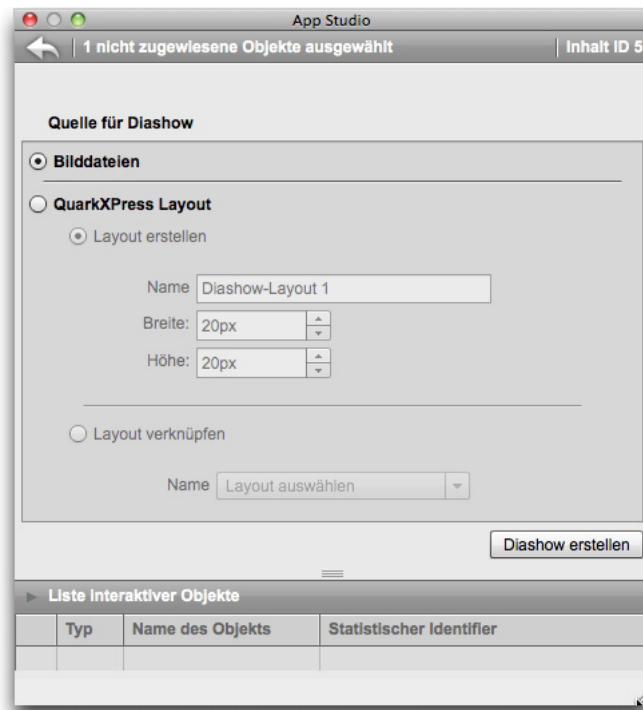 App Studio
1 nicht zugewiesene Objekte ausgewählt Inhalt ID 5
Quelle für Diashow
Bilddateien
QuarkXPress Layout
Layout erstellen
Name Diashow-Layout 1
Breite: 20px
Höhe: 20px
Layout verknüpfen
Name Layout auswählen
Diashow erstellen
Liste interaktiver Objekte
Typ Name des Objekts Statistischer Identifier